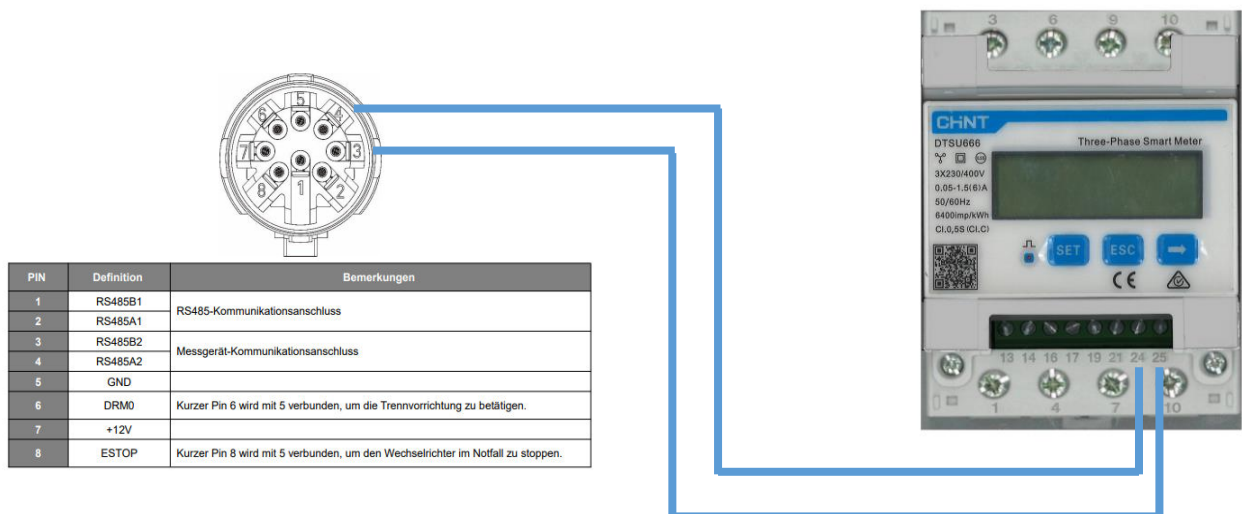 5
6
4
7
3
8
1
2
PIN Definition Bemerkungen
1 RS485B1 RS485-Kommunikationsanschluss
2 RS485A1
3 RS485B2 Messgerät-Kommunikationsanschluss
4 RS485A2
5 GND
6 DRM0 Kurzer Pin 6 wird mit 5 verbunden, um die Trennvorrichtung zu betätigen.
7 +12V
8 ESTOP Kurzer Pin 8 wird mit 5 verbunden, um den Wechselrichter im Notfall zu stoppen.
3 6 9 10
CHNT
DTSU666 Three-Phase Smart Meter
3X230/400V
0.05-1.5(6)A
50/60Hz
6400imp/kWh
Cl.0,5S (Cl.C)
SET ESC →
CE
13 14 16 17 19 21 24 25
1 4 7 10